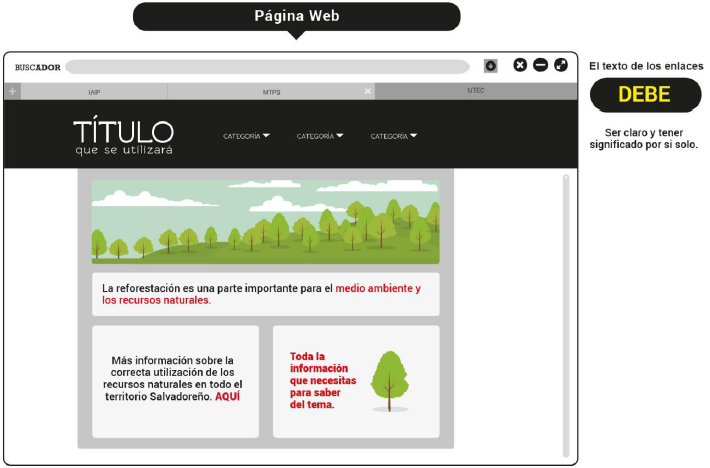 Página Web
BUSCADOR
El texto de los enlaces
DEBE
Ser claro y tener
significado por si solo.
+ IAIP MTPS × UTEC
TÍTULO
que se utilizará
CATEGORÍA CATEGORÍA CATEGORÍA
La reforestación es una parte importante para el medio ambiente y
los recursos naturales.
Más información sobre la
correcta utilización de los
recursos naturales en todo el
territorio Salvadoreño. AQUÍ
Toda la
información
que necesitas
para saber
del tema.